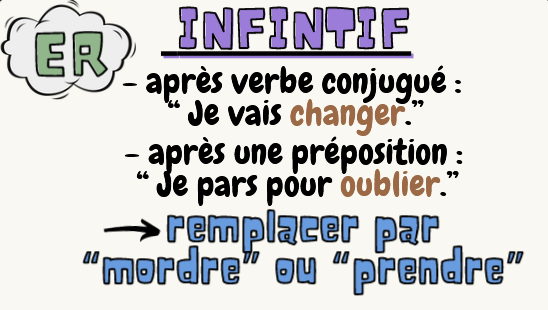 ER
INFINTIF
- après verbe conjugué :
“ Je vais changer.”
- après une préposition :
“ Je pars pour oublier.”
→ remplacer par
“mordre” ou “prendre”